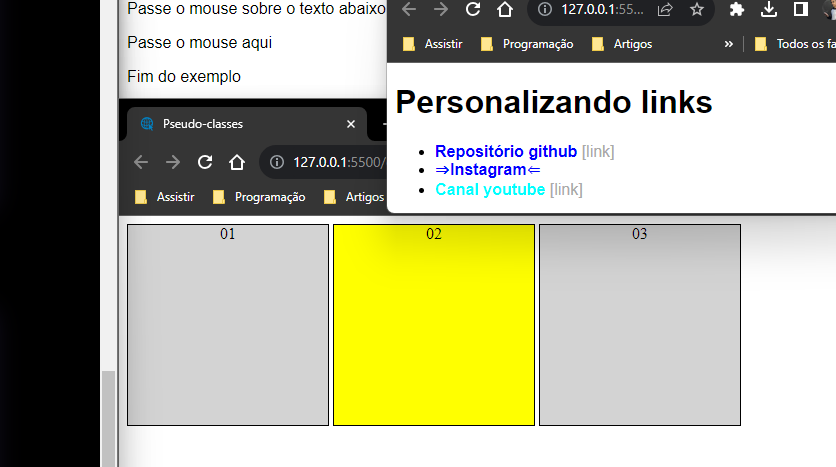 Passe o mouse sobre o texto abaixo
Passe o mouse aqui
Fim do exemplo
Pseudo-classes
127.0.0.1:5500/
Assistir
Programação
Artigos
127.0.0.1:55...
Assistir
Programação
Artigos
»
Todos os fa
Personalizando links
Repositório github [link]
⇒Instagram⇐
Canal youtube [link]
01
02
03